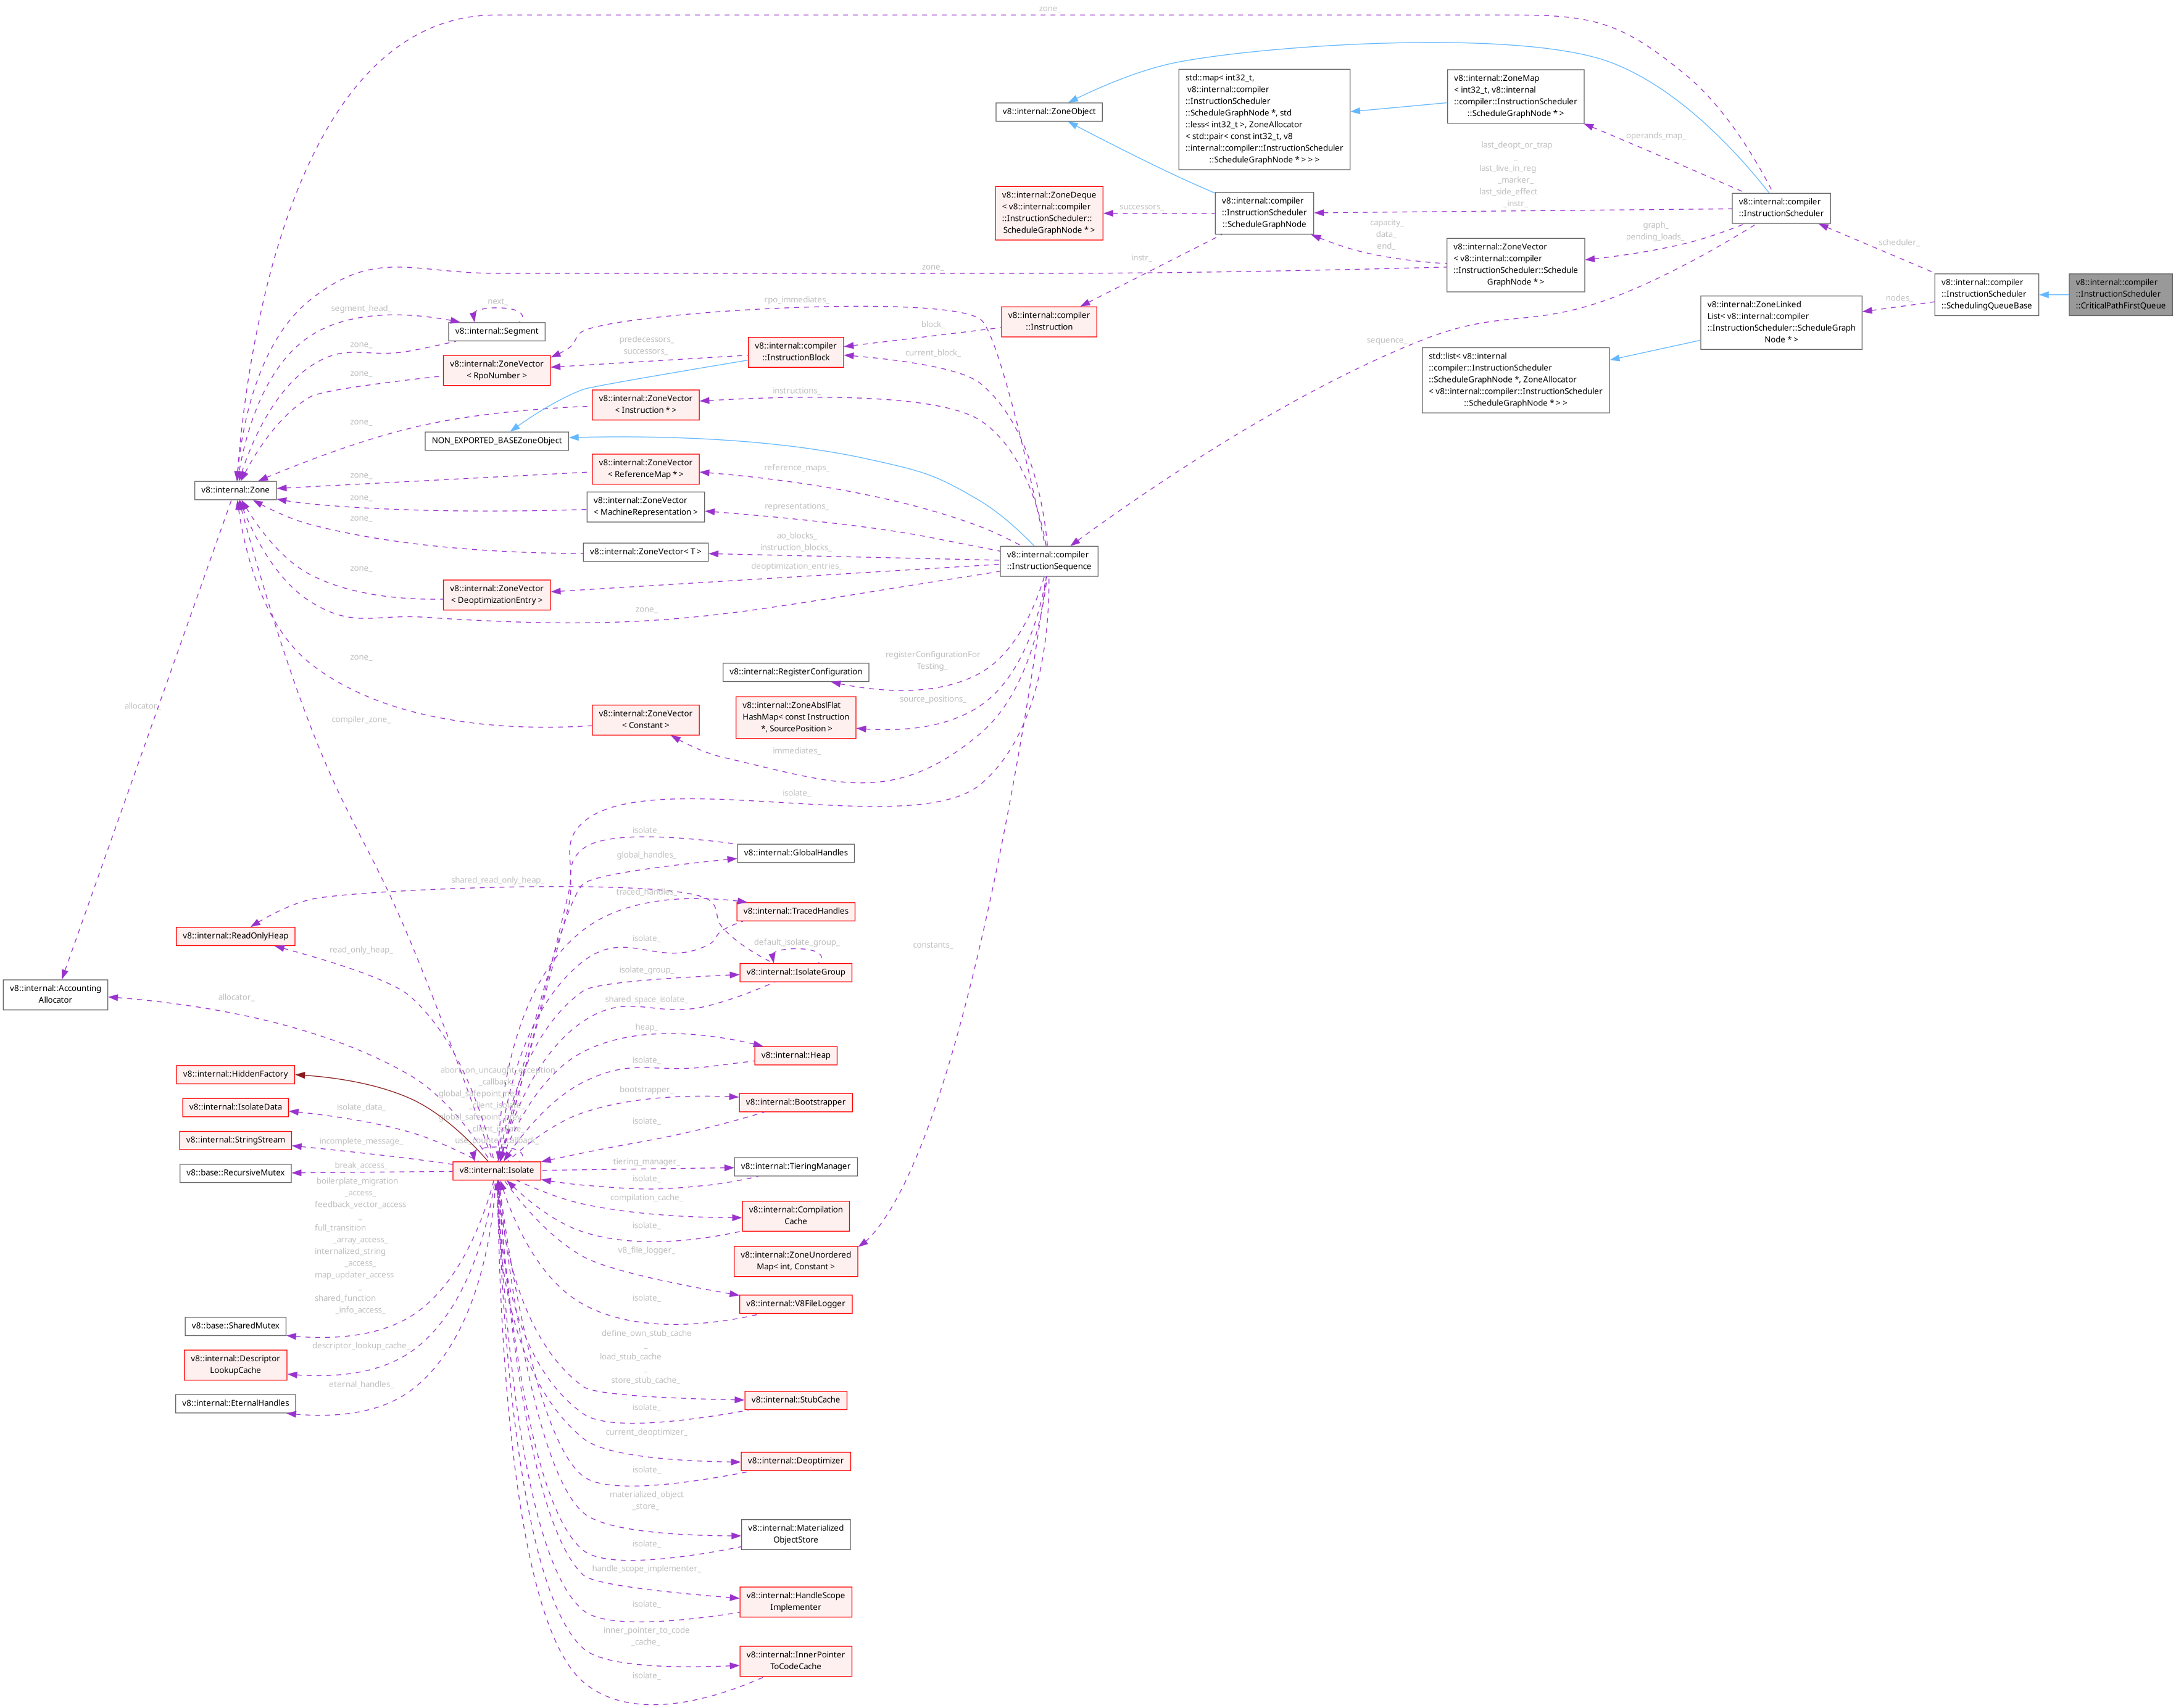 zone_
std::map< int32_t,
v8::internal::compiler
::InstructionScheduler
::ScheduleGraphNode *, std
::less< int32_t >, ZoneAllocator
< std::pair< const int32_t, v8
::internal::compiler::InstructionScheduler
::ScheduleGraphNode * > > >
v8::internal::ZoneMap
< int32_t, v8::internal
::compiler::InstructionScheduler
::ScheduleGraphNode * >
v8::internal::ZoneObject
operands_map_
last_deopt_or_trap
_
last_live_in_reg
_marker_
last_side_effect
_instr_
v8::internal::ZoneDeque
< v8::internal::compiler
::InstructionScheduler::
ScheduleGraphNode * >
successors_
v8::internal::compiler
::InstructionScheduler
::ScheduleGraphNode
v8::internal::compiler
::InstructionScheduler
capacity_
data_
end_
graph_
pending_loads_
v8::internal::ZoneVector
< v8::internal::compiler
::InstructionScheduler::Schedule
GraphNode * >
scheduler_
instr_
zone_
v8::internal::compiler
::InstructionScheduler
::SchedulingQueueBase
v8::internal::compiler
::InstructionScheduler
::CriticalPathFirstQueue
nodes_
v8::internal::ZoneLinked
List< v8::internal::compiler
::InstructionScheduler::ScheduleGraph
Node * >
segment_head_
next_
rpo_immediates_
v8::internal::compiler
::Instruction
v8::internal::Segment
block_
predecessors_
successors_
v8::internal::compiler
::InstructionBlock
current_block_
sequence_
zone_
v8::internal::ZoneVector
< RpoNumber >
zone_
std::list< v8::internal
::compiler::InstructionScheduler
::ScheduleGraphNode *, ZoneAllocator
< v8::internal::compiler::InstructionScheduler
::ScheduleGraphNode * > >
v8::internal::ZoneVector
< Instruction * >
instructions_
zone_
NON_EXPORTED_BASEZoneObject
v8::internal::ZoneVector
< ReferenceMap * >
reference_maps_
zone_
v8::internal::Zone
zone_
v8::internal::ZoneVector
< MachineRepresentation >
representations_
zone_
v8::internal::ZoneVector< T >
ao_blocks_
instruction_blocks_
v8::internal::compiler
::InstructionSequence
zone_
deoptimization_entries_
v8::internal::ZoneVector
< DeoptimizationEntry >
zone_
zone_
registerConfigurationFor
Testing_
v8::internal::RegisterConfiguration
allocator_
compiler_zone_
v8::internal::ZoneVector
< Constant >
v8::internal::ZoneAbslFlat
HashMap< const Instruction
*, SourcePosition >
source_positions_
immediates_
isolate_
isolate_
v8::internal::GlobalHandles
global_handles_
shared_read_only_heap_
traced_handles_
v8::internal::TracedHandles
v8::internal::ReadOnlyHeap
read_only_heap_
isolate_
default_isolate_group_
constants_
isolate_group_
v8::internal::IsolateGroup
v8::internal::Accounting
Allocator
allocator_
shared_space_isolate_
heap_
v8::internal::Heap
isolate_
v8::internal::HiddenFactory
abort_on_uncaught_exception
_callback_
bootstrapper_
v8::internal::Bootstrapper
v8::internal::IsolateData
isolate_data_
isolate_
v8::internal::StringStream
incomplete_message_
v8::base::RecursiveMutex
break_access_
v8::internal::Isolate
tiering_manager_
v8::internal::TieringManager
isolate_
boilerplate_migration
_access_
feedback_vector_access
_
full_transition
_array_access_
internalized_string
_access_
map_updater_access
_
shared_function
_info_access_
compilation_cache_
v8::internal::Compilation
Cache
isolate_
v8_file_logger_
v8::internal::ZoneUnordered
Map< int, Constant >
v8::internal::V8FileLogger
isolate_
v8::base::SharedMutex
descriptor_lookup_cache_
v8::internal::Descriptor
LookupCache
eternal_handles_
v8::internal::EternalHandles
define_own_stub_cache
_
load_stub_cache
_
store_stub_cache_
v8::internal::StubCache
isolate_
current_deoptimizer_
v8::internal::Deoptimizer
isolate_
materialized_object
_store_
v8::internal::Materialized
ObjectStore
isolate_
handle_scope_implementer_
v8::internal::HandleScope
Implementer
isolate_
inner_pointer_to_code
_cache_
v8::internal::InnerPointer
ToCodeCache
isolate_